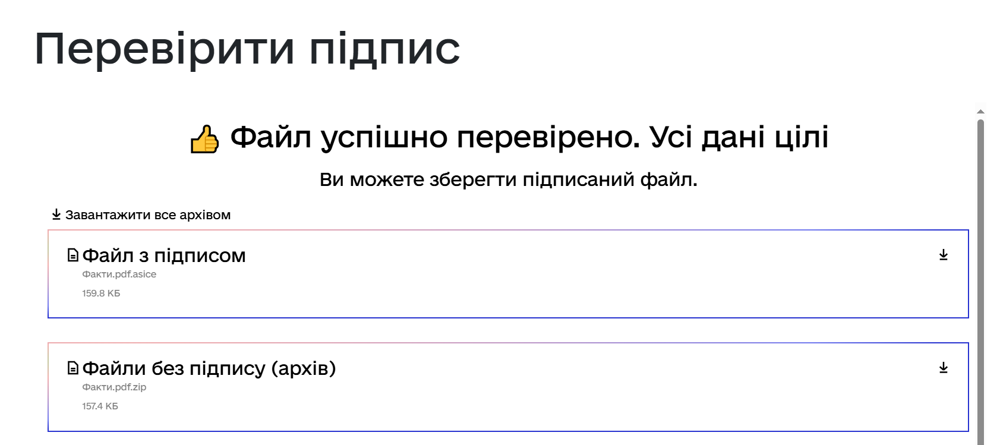 Перевірити підпис
Файл успішно перевірено. Усі дані цілі
Ви можете зберегти підписаний файл.
Завантажити все архівом
Файл з підписом
Факти.pdf.asice
159.8 КБ
Файли без підпису (архів)
Факти.pdf.zip
157.4 КБ